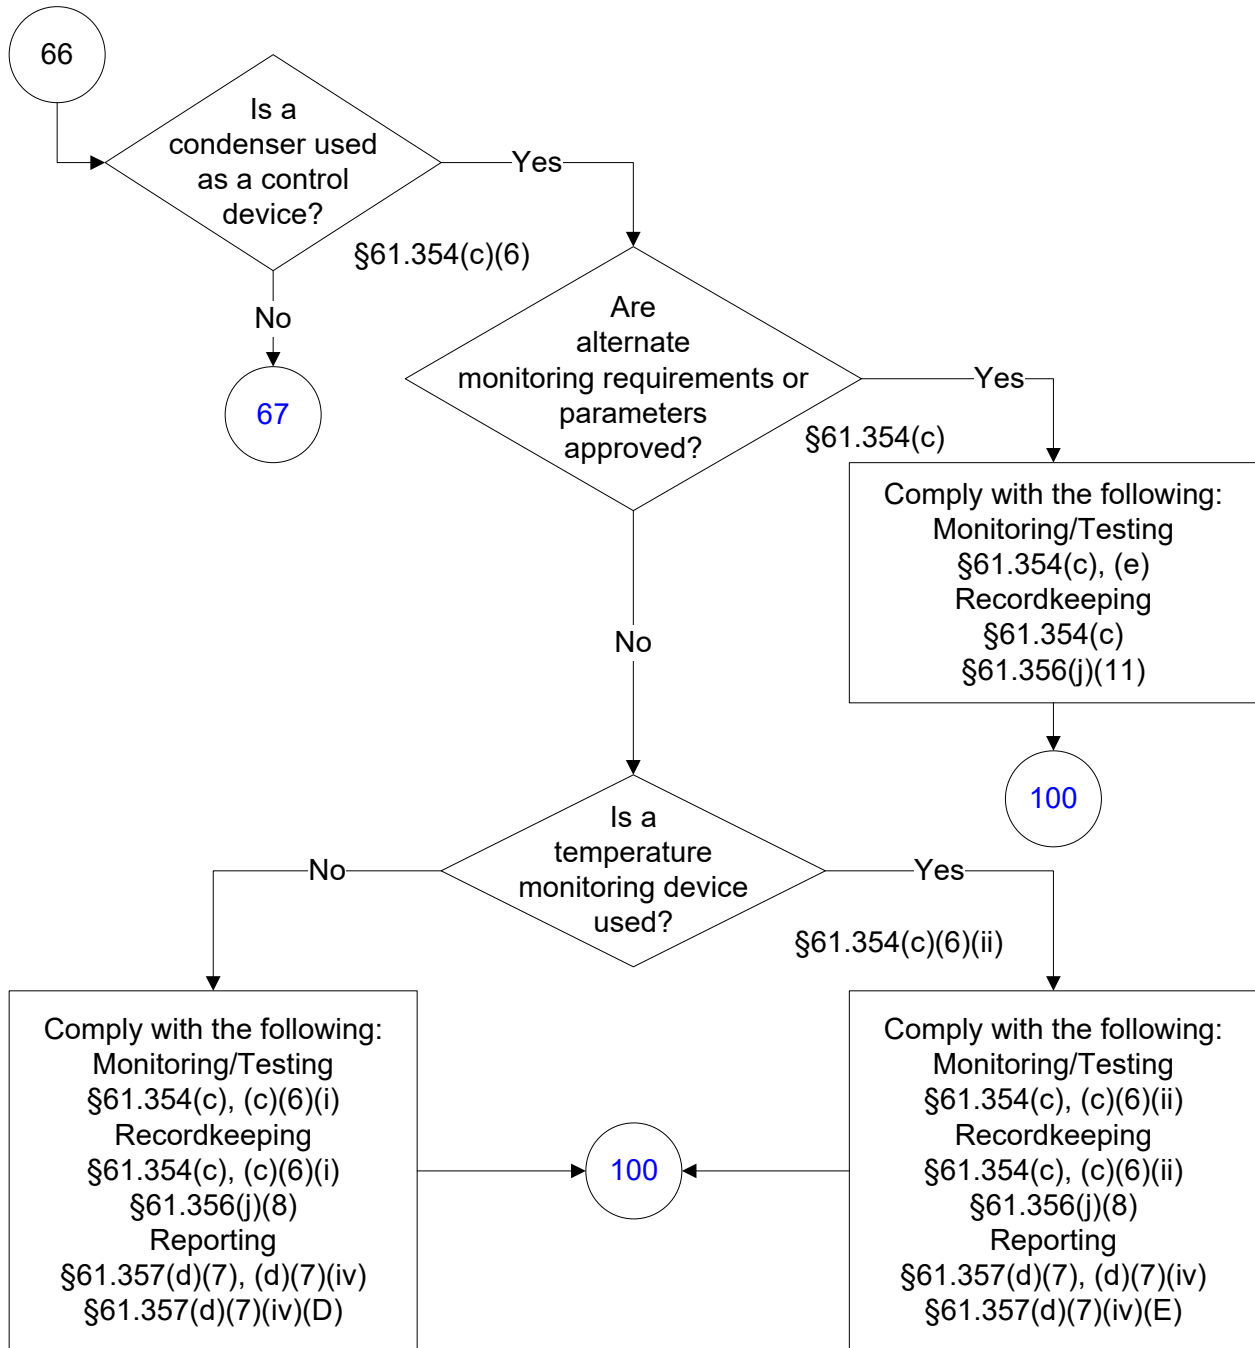 66
Is a
condenser used
as a control
device?
Yes
§61.354(c)(6)
No
67
Are
alternate
monitoring requirements or
parameters
approved?
Yes
§61.354(c)
Comply with the following:
Monitoring/Testing
§61.354(c), (e)
Recordkeeping
§61.354(c)
§61.356(j)(11)
100
No
Is a
temperature
monitoring device
used?
No
Yes
§61.354(c)(6)(ii)
Comply with the following:
Monitoring/Testing
§61.354(c), (c)(6)(i)
Recordkeeping
§61.354(c), (c)(6)(i)
§61.356(j)(8)
Reporting
§61.357(d)(7), (d)(7)(iv)
§61.357(d)(7)(iv)(D)
100
Comply with the following:
Monitoring/Testing
§61.354(c), (c)(6)(ii)
Recordkeeping
§61.354(c), (c)(6)(ii)
§61.356(j)(8)
Reporting
§61.357(d)(7), (d)(7)(iv)
§61.357(d)(7)(iv)(E)